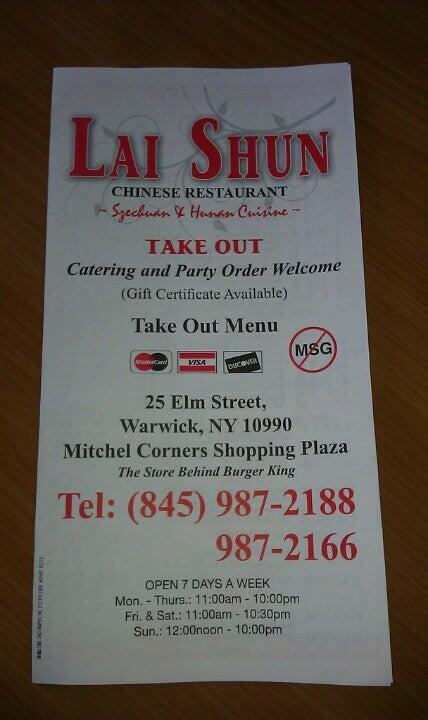 LAI SHUN
CHINESE RESTAURANT
~ Szechuan & Hunan Cuisine ~
TAKE OUT
Catering and Party Order Welcome
(Gift Certificate Available)
Take Out Menu
MasterCard VISA DISCOVER MSG
25 Elm Street,
Warwick, NY 10990
Mitchel Corners Shopping Plaza
The Store Behind Burger King
Tel: (845) 987-2188
987-2166
OPEN 7 DAYS A WEEK
Mon. - Thurs.: 11:00am - 10:00pm
Fri. & Sat.: 11:00am - 10:30pm
Sun.: 12:00noon - 10:00pm